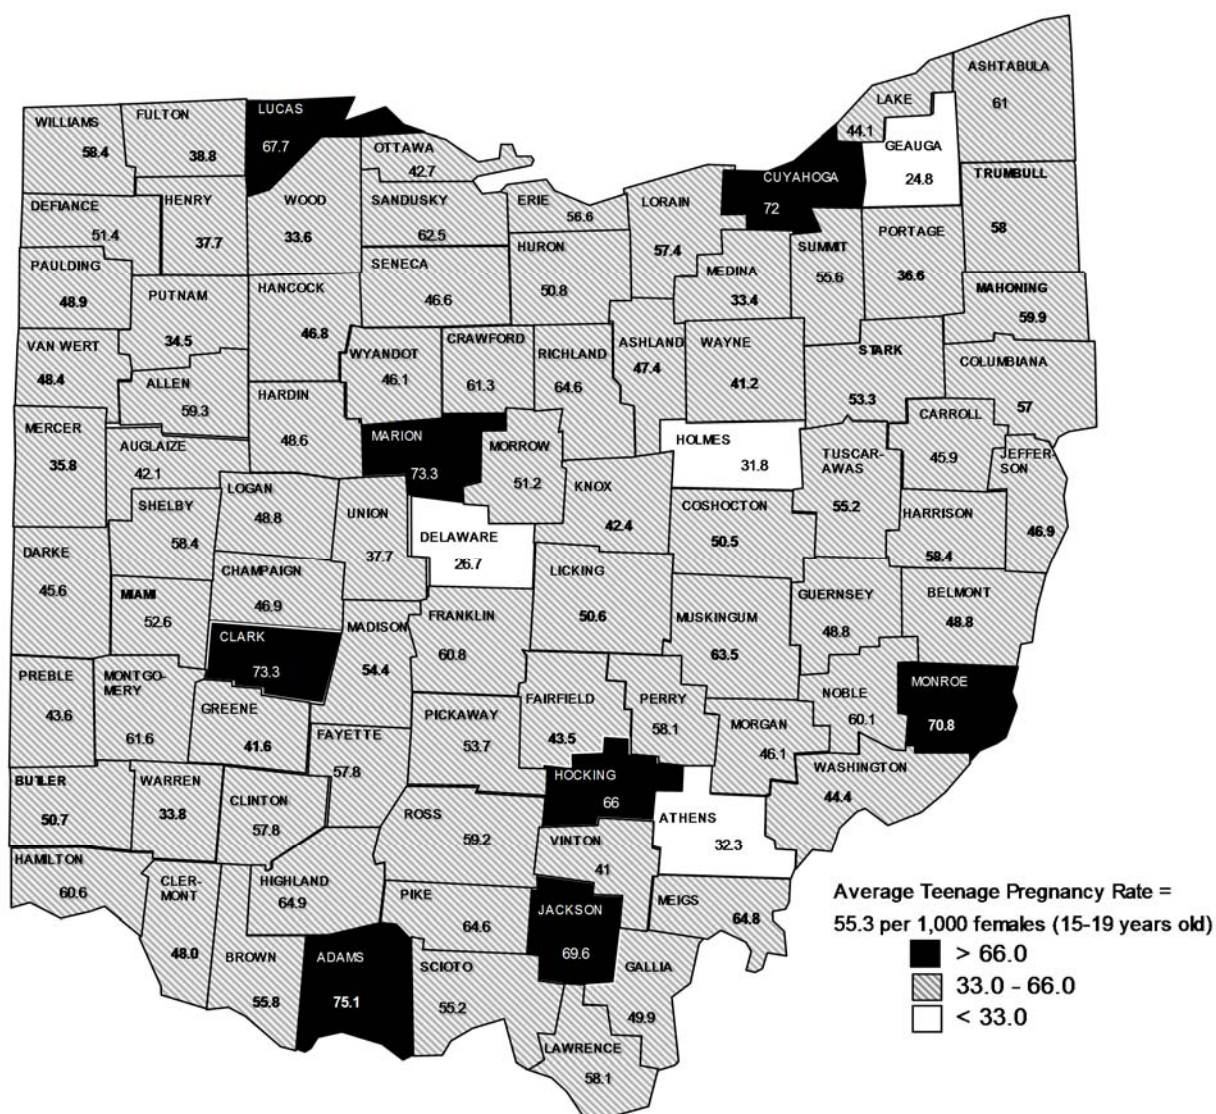 ASHTABULA
61
LAKE
44.1
GEAUGA
24.8
LUCAS
67.7
FULTON
38.8
WILLIAMS
58.4
OTTAWA
42.7
CUYAHOGA
72
TRUMBULL
58
DEFIANCE
51.4
HENRY
37.7
WOOD
33.6
SANDUSKY
62.5
ERIE
56.6
LORAIN
57.4
PORTAGE
36.6
SUMMIT
55.6
PAULDING
48.9
PUTNAM
34.5
HANCOCK
46.8
SENECA
46.6
HURON
50.8
MEDINA
33.4
MAHONING
59.9
VAN WERT
48.4
ALLEN
59.3
HARDIN
48.6
WYANDOT
46.1
CRAWFORD
61.3
RICHLAND
64.6
ASHLAND
47.4
WAYNE
41.2
STARK
53.3
COLUMBIANA
57
MERCER
35.8
AUGLAIZE
42.1
MARION
73.3
MORROW
51.2
HOLMES
31.8
TUSCAR-
AWAS
55.2
CARROLL
45.9
JEFFER-
SON
46.9
SHELBY
58.4
LOGAN
48.8
UNION
37.7
DELAWARE
26.7
KNOX
42.4
COSHOCTON
50.5
HARRISON
58.4
DARKE
45.6
MIAMI
52.6
CHAMPAIGN
46.9
LICKING
50.6
GUERNSEY
48.8
BELMONT
48.8
CLARK
73.3
MADISON
54.4
FRANKLIN
60.8
MUSKINGUM
63.5
PREBLE
43.6
MONTGO-
MERY
61.6
GREENE
41.6
FAYETTE
57.8
PICKAWAY
53.7
FAIRFIELD
43.5
PERRY
58.1
MORGAN
46.1
NOBLE
60.1
MONROE
70.8
WASHINGTON
44.4
BUTLER
50.7
WARREN
33.8
CLINTON
57.8
ROSS
59.2
HOCKING
66
ATHENS
32.3
VINTON
41
HAMILTON
60.6
CLER-
MONT
48.0
HIGHLAND
64.9
PIKE
64.6
JACKSON
69.6
MEIGS
64.8
BROWN
55.8
ADAMS
75.1
SCIOTO
55.2
GALLIA
49.9
LAWRENCE
58.1
Average Teenage Pregnancy Rate =
55.3 per 1,000 females (15-19 years old)
> 66.0
33.0 - 66.0
< 33.0